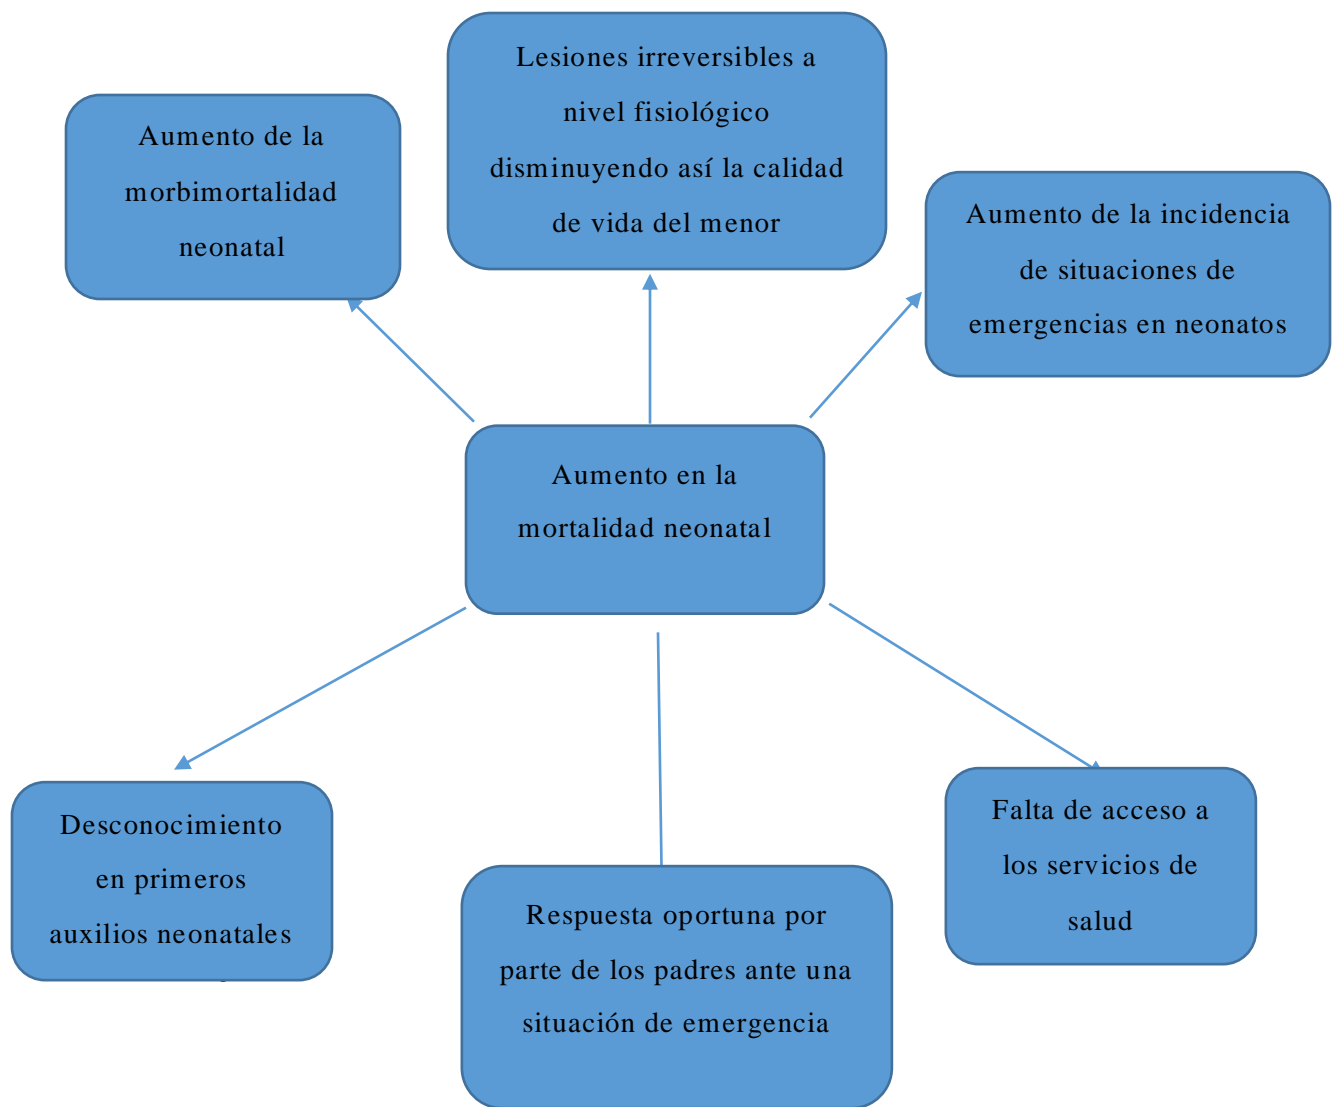 Lesiones irreversibles a
nivel fisiológico
disminuyendo así la calidad
de vida del menor
Aumento de la
morbimortalidad
neonatal
Aumento de la incidencia
de situaciones de
emergencias en neonatos
Aumento en la
mortalidad neonatal
Desconocimiento
en primeros
auxilios neonatales
Respuesta oportuna por
parte de los padres ante una
situación de emergencia
Falta de acceso a
los servicios de
salud